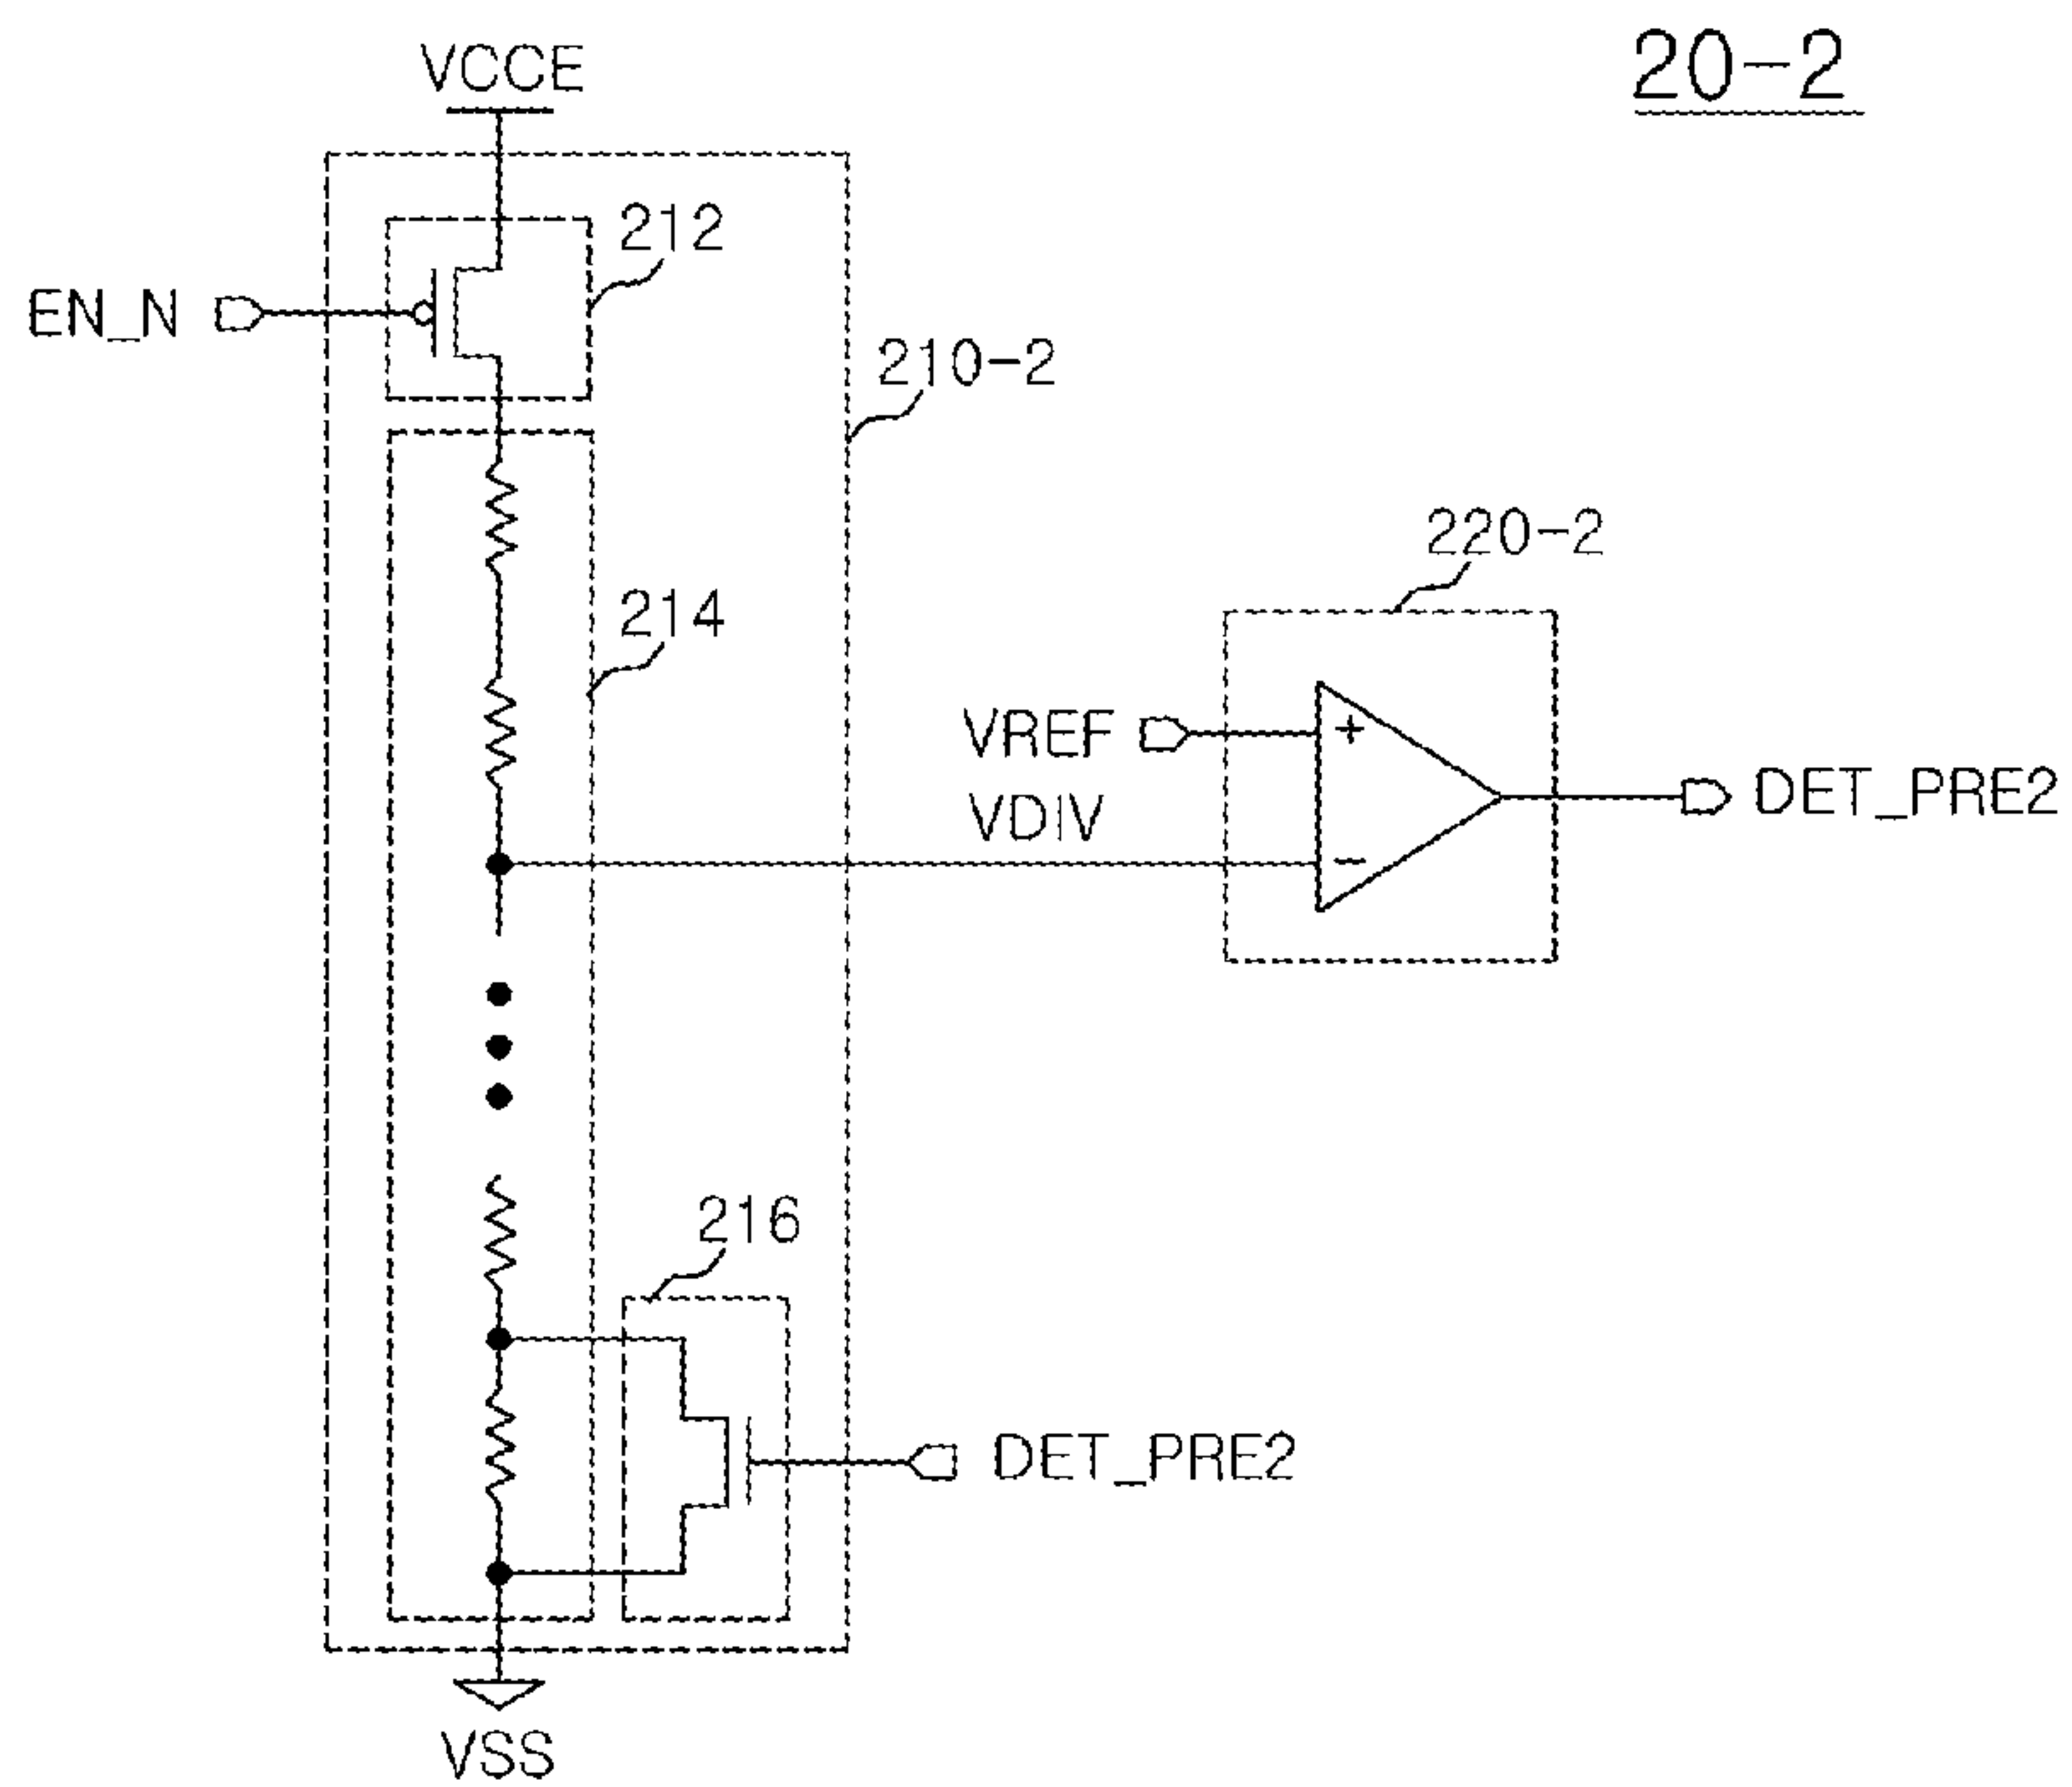 20-2
VCCE
212
EN_N
210-2
220-2
214
VREF
+
DET_PRE2
VDIV
−
216
DET_PRE2
VSS